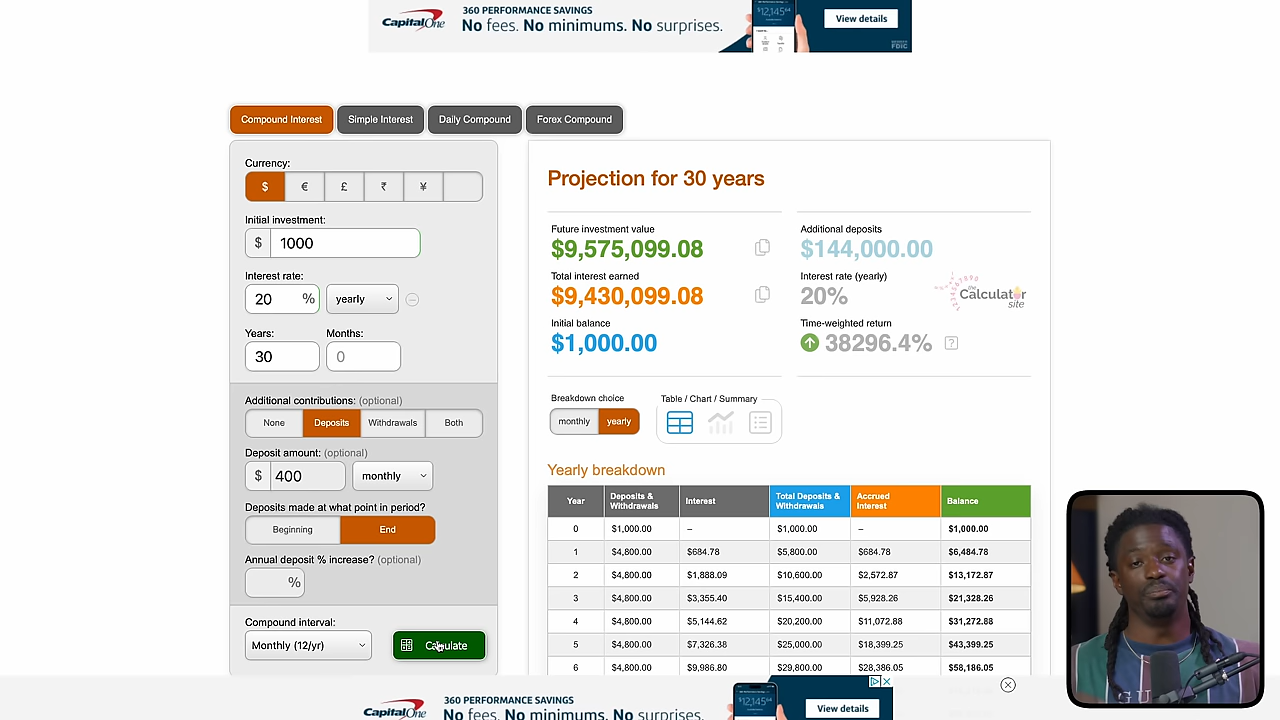 Capital One
360 PERFORMANCE SAVINGS
No fees. No minimums. No surprises.
View details
MEMBER FDIC
Compound Interest Simple Interest Daily Compound Forex Compound
Currency:
$ € £ ₹ ¥
Initial investment:
$ 1000
Interest rate:
20 % yearly
Years: Months:
30 0
Additional contributions: (optional)
None Deposits Withdrawals Both
Deposit amount: (optional)
$ 400 monthly
Deposits made at what point in period?
Beginning End
Annual deposit % increase? (optional)
%
Compound interval:
Monthly (12/yr) Calculate
Projection for 30 years
Future investment value
$9,575,099.08
Total interest earned
$9,430,099.08
Initial balance
$1,000.00
Additional deposits
$144,000.00
Interest rate (yearly)
20%
the Calculator site
Time-weighted return
38296.4% ?
Breakdown choice
monthly yearly
Table / Chart / Summary
Yearly breakdown
Year Deposits & Withdrawals Interest Total Deposits & Withdrawals Accrued Interest Balance
0 $1,000.00 – $1,000.00 – $1,000.00
1 $4,800.00 $684.78 $5,800.00 $684.78 $6,484.78
2 $4,800.00 $1,888.09 $10,600.00 $2,572.87 $13,172.87
3 $4,800.00 $3,355.40 $15,400.00 $5,928.26 $21,328.26
4 $4,800.00 $5,144.62 $20,200.00 $11,072.88 $31,272.88
5 $4,800.00 $7,326.38 $25,000.00 $18,399.25 $43,399.25
6 $4,800.00 $9,986.80 $29,800.00 $28,386.05 $58,186.05
Capital One
360 PERFORMANCE SAVINGS
No fees. No minimums. No surprises.
View details
GU